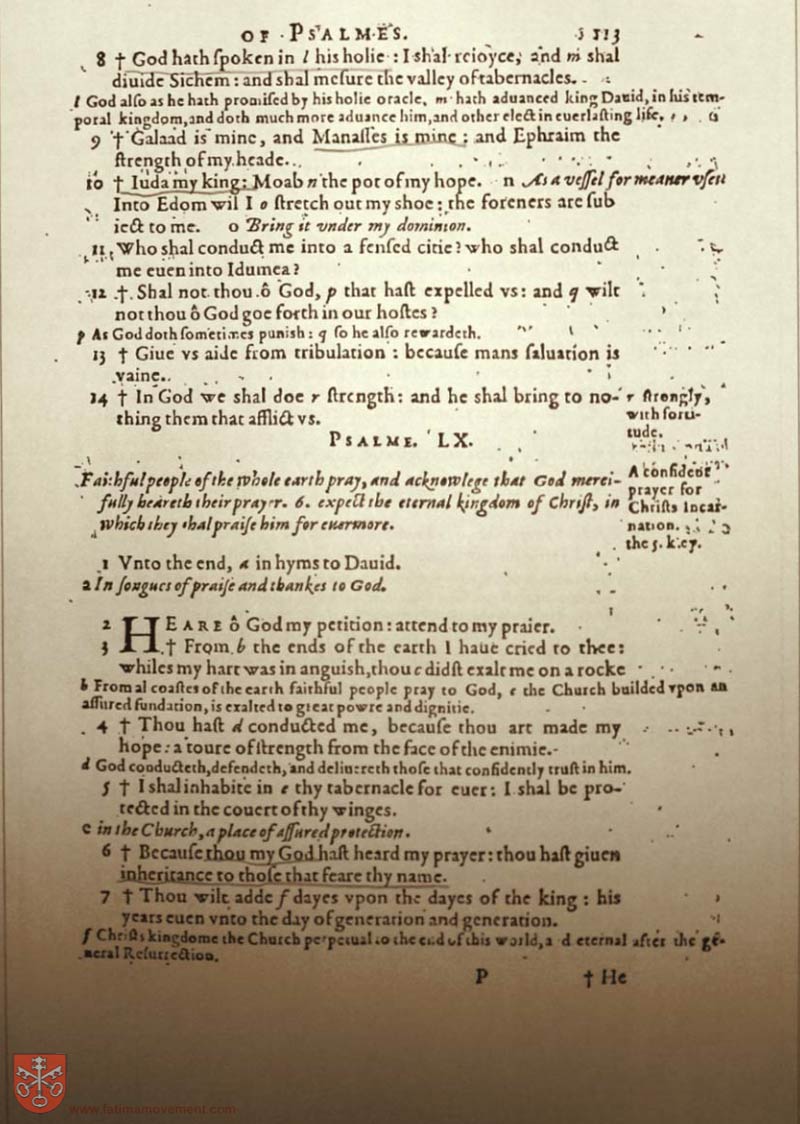 OF PSALMES. 113
8 † God hath ſpoken in l his holie : I shal reioyce, and m shal
diuide Sichem : and shal meſure the valley of tabernacles.
l God alſo as he hath promiſed by his holie oracle, m hath aduanced king Dauid, in his tem-
poral kingdom, and doth much more aduance him, and other elect in euerlaſting life.
9 † Galaad is mine, and Manaſſes is mine : and Ephraim the
ſtrength of my heade.
10 † Iuda my king: Moab n the pot of my hope. n As a veſſel for meaner vſes
Into Edom wil I o ſtretch out my shoe : the foreners are ſub
iect to me. o Bring it vnder my dominion.
11 Who shal conduct me into a fenſed citie? who shal conduct
me euen into Idumea?
12 † Shal not thou ô God, p that haſt expelled vs: and q wilt
not thou ô God goe forth in our hoſtes?
p As God doth ſometimes punish : q ſo he alſo rewardeth.
13 † Giue vs aide from tribulation : becauſe mans ſaluation is
vaine.
14 † In God we shal doe r ſtrength: and he shal bring to no-
thing them that afflict vs.
r ſtrongly,
with forti-
tude.
PSALME. LX.
Faithful people of the whole earth pray, and acknowlege that God merci-
fully heareth their prayer. 6. expect the eternal kingdom of Chriſt, in
which they shal praiſe him for euermore.
A confident
prayer for
Chriſts Incar-
nation.
the 5. key.
1 Vnto the end, a in hyms to Dauid.
a In ſongues of praiſe and thankes to God.
2 HEARE ô God my petition : attend to my praier.
3 † From b the ends of the earth I haue cried to thee:
whiles my hart was in anguish, thou c didſt exalt me on a rocke
b From al coaſtes of the earth faithful people pray to God, c the Church builded vpon an
aſſured fundation, is exalted to great powre and dignitie.
4 † Thou haſt d conducted me, becauſe thou art made my
hope : a toure of ſtrength from the face of the enimie.
d God conducteth, defendeth, and deliuereth thoſe that confidently truſt in him.
5 † I shal inhabite in e thy tabernacle for euer : I shal be pro-
tected in the couert of thy winges.
e in the Church, a place of aſſured protection.
6 † Becauſe thou my God haſt heard my prayer: thou haſt giuen
inheritance to thoſe that feare thy name.
7 † Thou wilt adde f dayes vpon the dayes of the king : his
years euen vnto the day of generation and generation.
f Chriſts kingdome the Church perpetual to the end of this world, and eternal after the ge-
neral Reſurrection.
P † He
www.fatimamovement.com